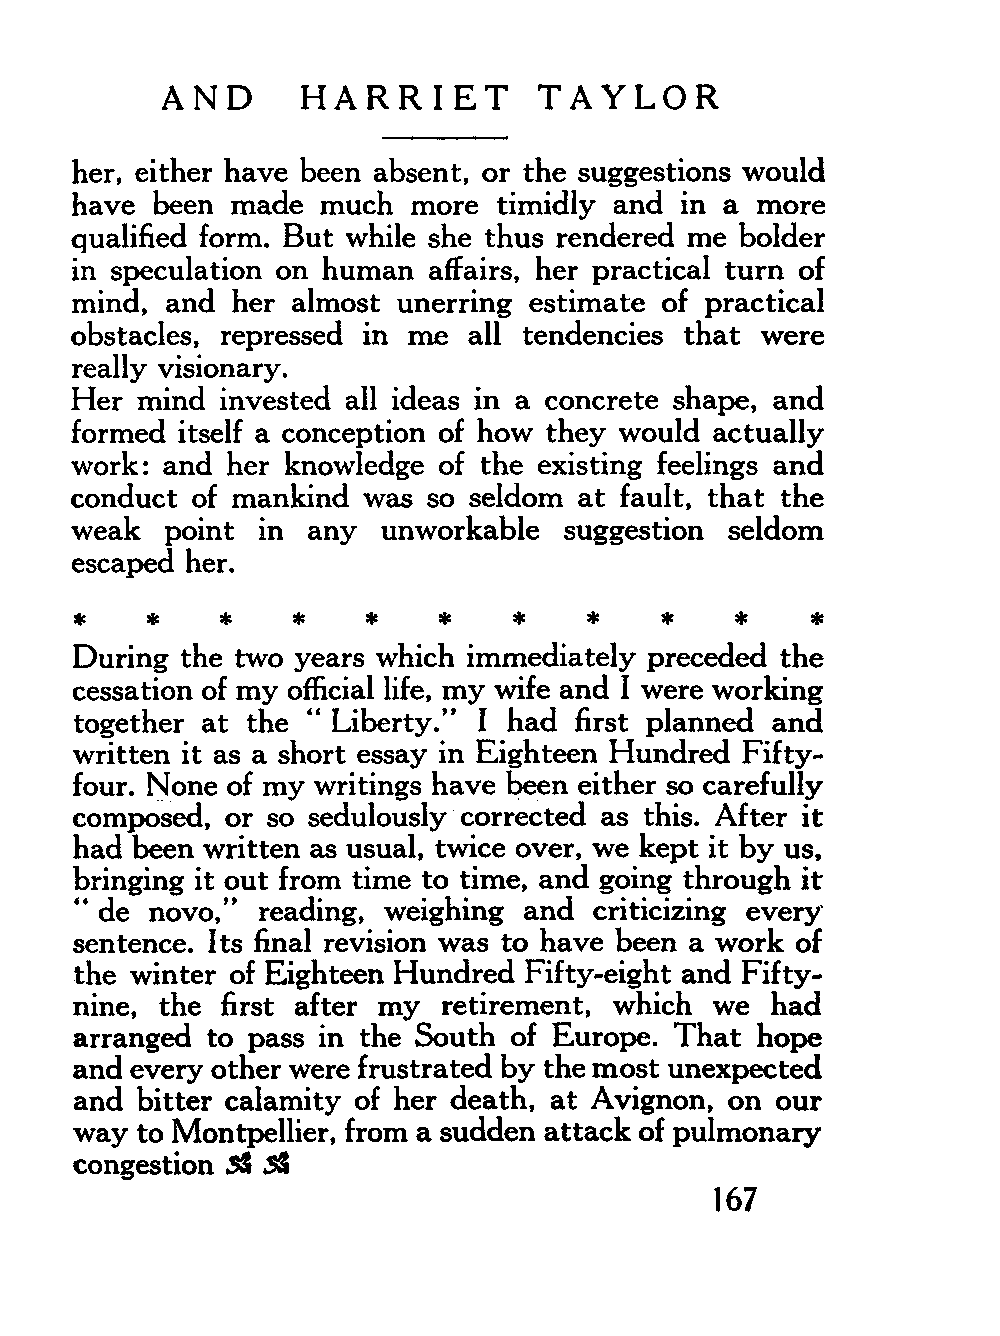 AND HARRIET TAYLOR
her, either have been absent, or the suggestions would
have been made much more timidly and in a more
qualified form. But while she thus rendered me bolder
in speculation on human affairs, her practical turn of
mind, and her almost unerring estimate of practical
obstacles, repressed in me all tendencies that were
really visionary.
Her mind invested all ideas in a concrete shape, and
formed itself a conception of how they would actually
work: and her knowledge of the existing feelings and
conduct of mankind was so seldom at fault, that the
weak point in any unworkable suggestion seldom
escaped her.
* * * * * * * * * * *
During the two years which immediately preceded the
cessation of my official life, my wife and I were working
together at the “ Liberty.” I had first planned and
written it as a short essay in Eighteen Hundred Fifty-
four. None of my writings have been either so carefully
composed, or so sedulously corrected as this. After it
had been written as usual, twice over, we kept it by us,
bringing it out from time to time, and going through it
“ de novo,” reading, weighing and criticizing every
sentence. Its final revision was to have been a work of
the winter of Eighteen Hundred Fifty-eight and Fifty-
nine, the first after my retirement, which we had
arranged to pass in the South of Europe. That hope
and every other were frustrated by the most unexpected
and bitter calamity of her death, at Avignon, on our
way to Montpellier, from a sudden attack of pulmonary
congestion
167